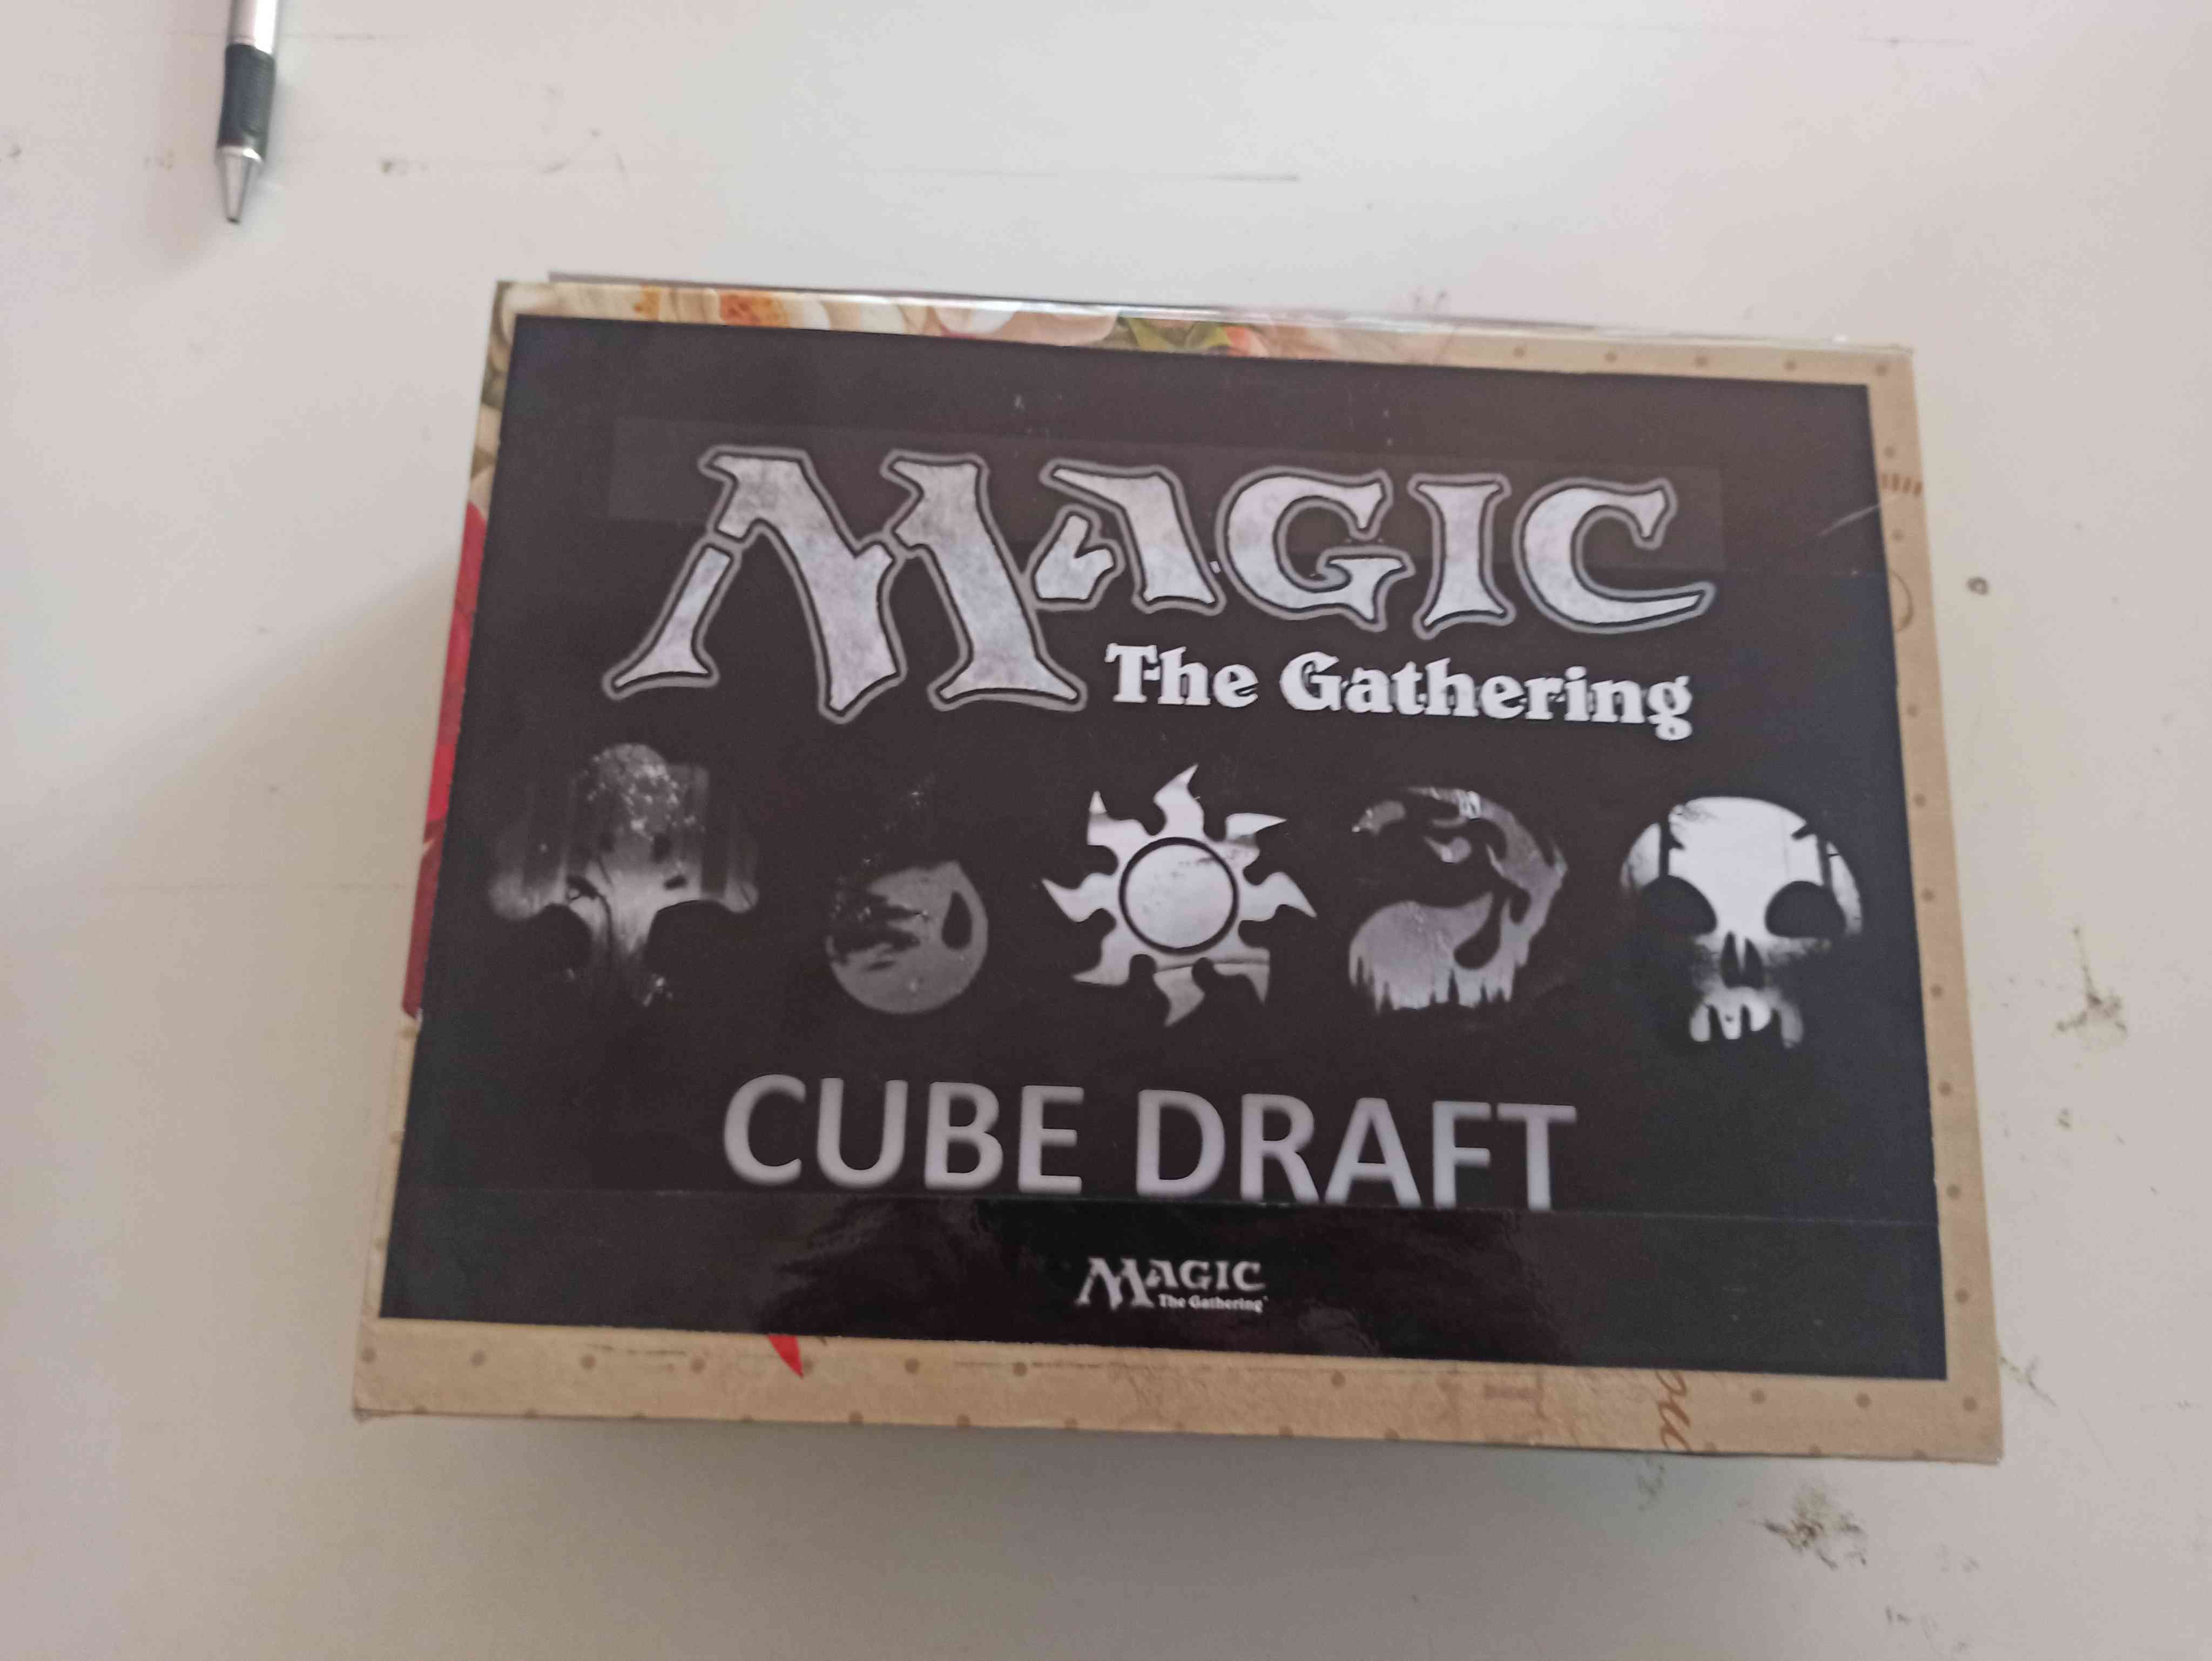 MAGIC
The Gathering
CUBE DRAFT
MAGIC
The Gathering